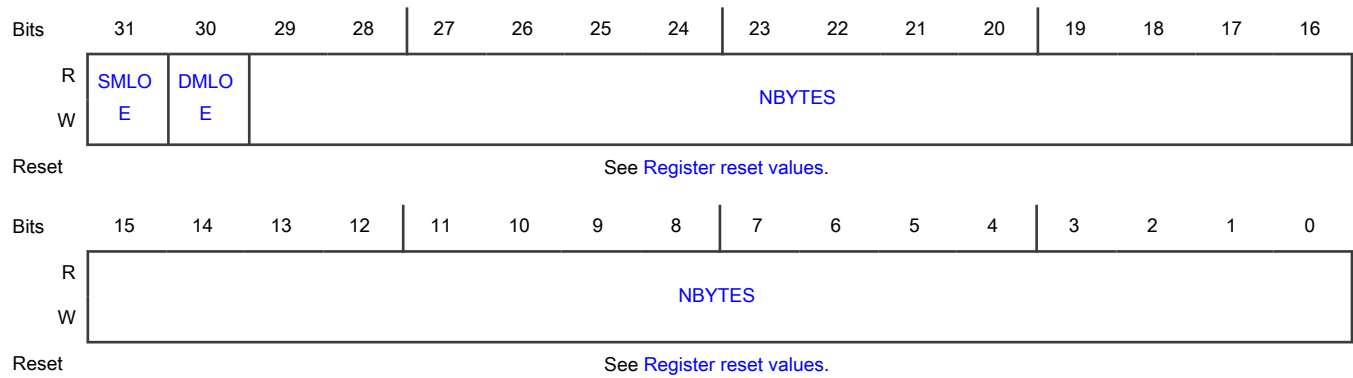 Bits 31 30 29 28 27 26 25 24 23 22 21 20 19 18 17 16
R SMLO DMLO NBYTES
W E E
Reset See Register reset values.
Bits 15 14 13 12 11 10 9 8 7 6 5 4 3 2 1 0
R NBYTES
W
Reset See Register reset values.